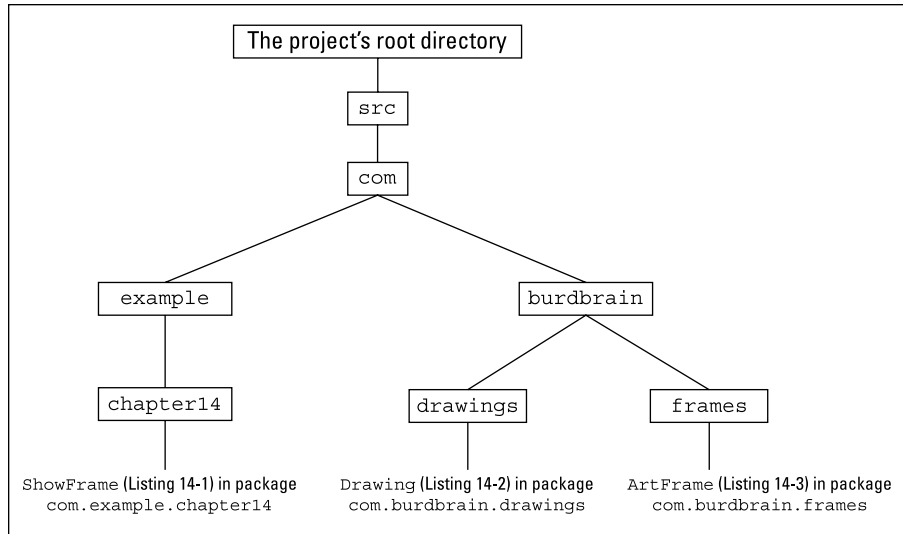 The project's root directory
src
com
example
burdbrain
chapter14
drawings
frames
ShowFrame (Listing 14-1) in package
com.example.chapter14
Drawing (Listing 14-2) in package
com.burdbrain.drawings
ArtFrame (Listing 14-3) in package
com.burdbrain.frames